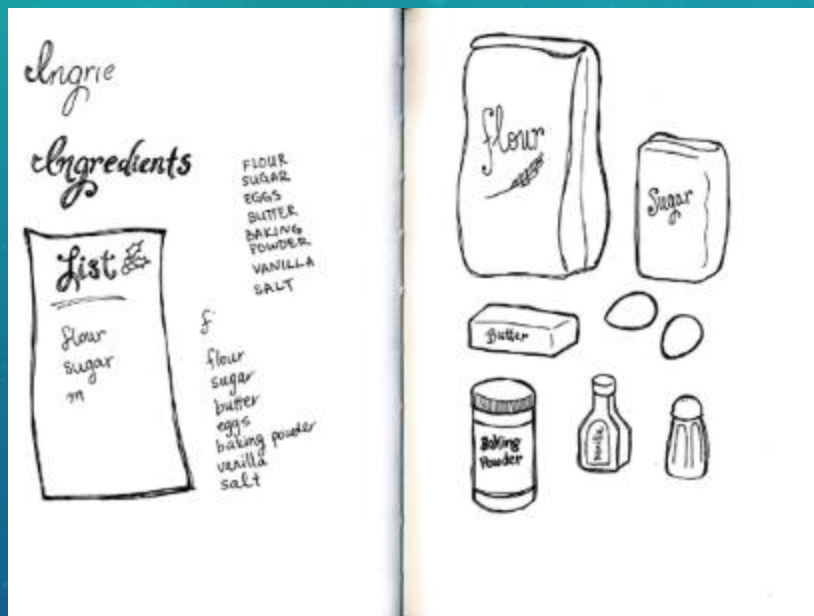 Ingrie
Ingredients
FLOUR
SUGAR
EGGS
BUTTER
BAKING
POWDER
VANILLA
SALT
List
flour
sugar
m
f
flour
sugar
butter
eggs
baking powder
vanilla
salt
flour
Sugar
Butter
Baking
Powder
Vanilla